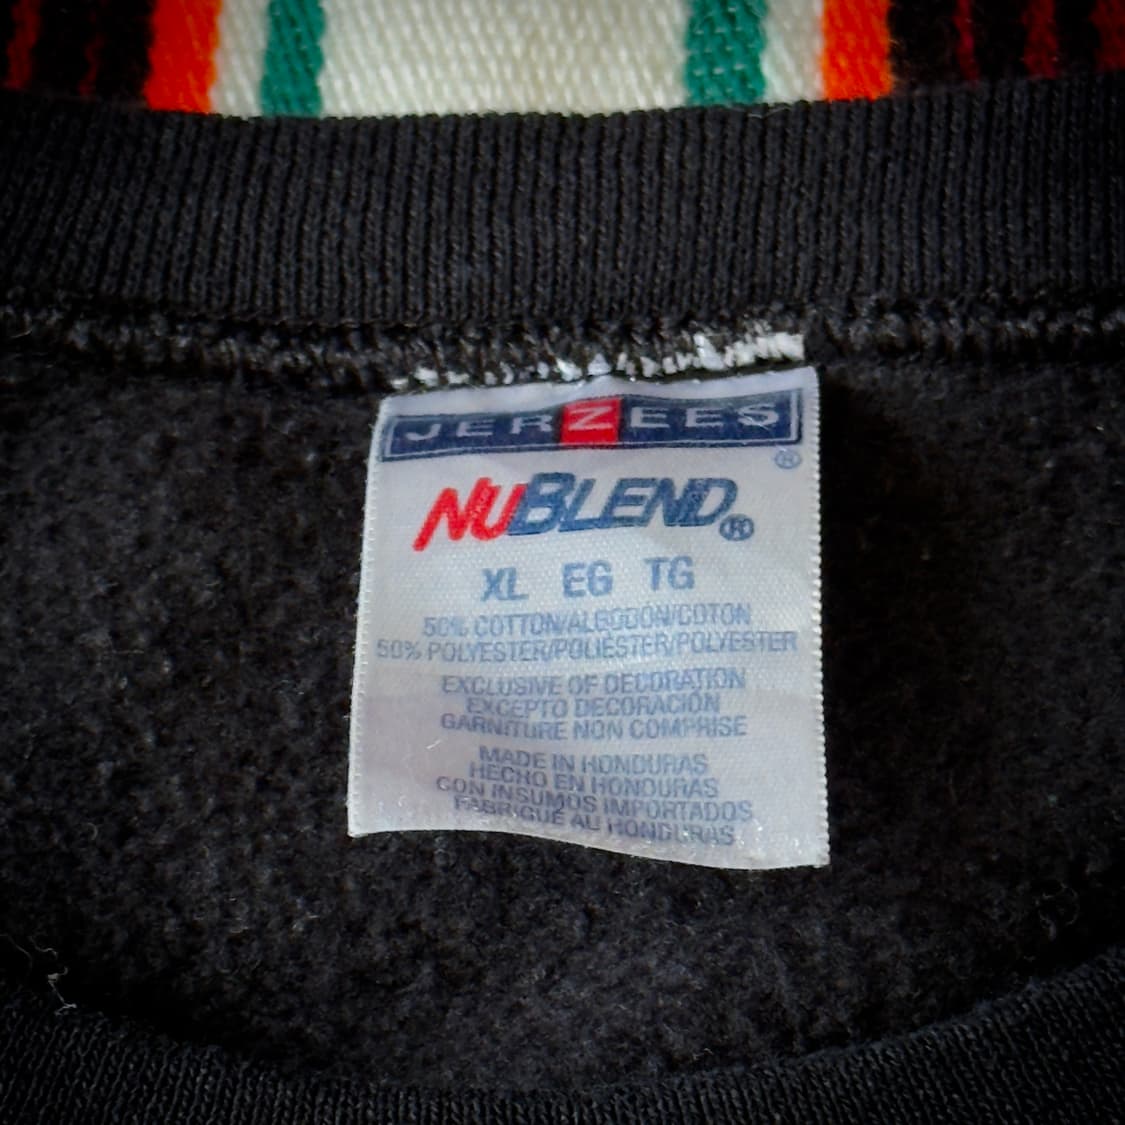 JERZEES
®
NUBLEND®
XL EG TG
50% COTTON/ALGODÓN/COTON
50% POLYESTER/POLIÉSTER/POLYESTER
EXCLUSIVE OF DECORATION
EXCEPTO DECORACIÓN
GARNITURE NON COMPRISE
MADE IN HONDURAS
HECHO EN HONDURAS
CON INSUMOS IMPORTADOS
FABRIQUÉ AU HONDURAS